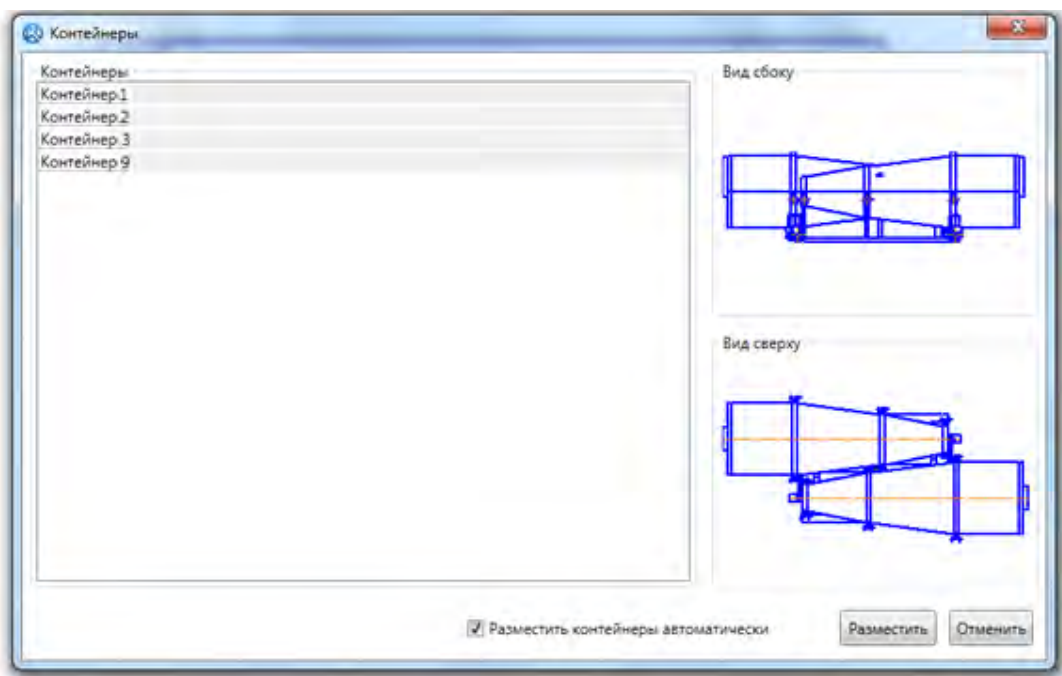 Контейнеры
Контейнеры
Контейнер.1
Контейнер.2
Контейнер 3
Контейнер 9
Вид сбоку
Вид сверху
Разместить контейнеры автоматически
Разместить
Отменить